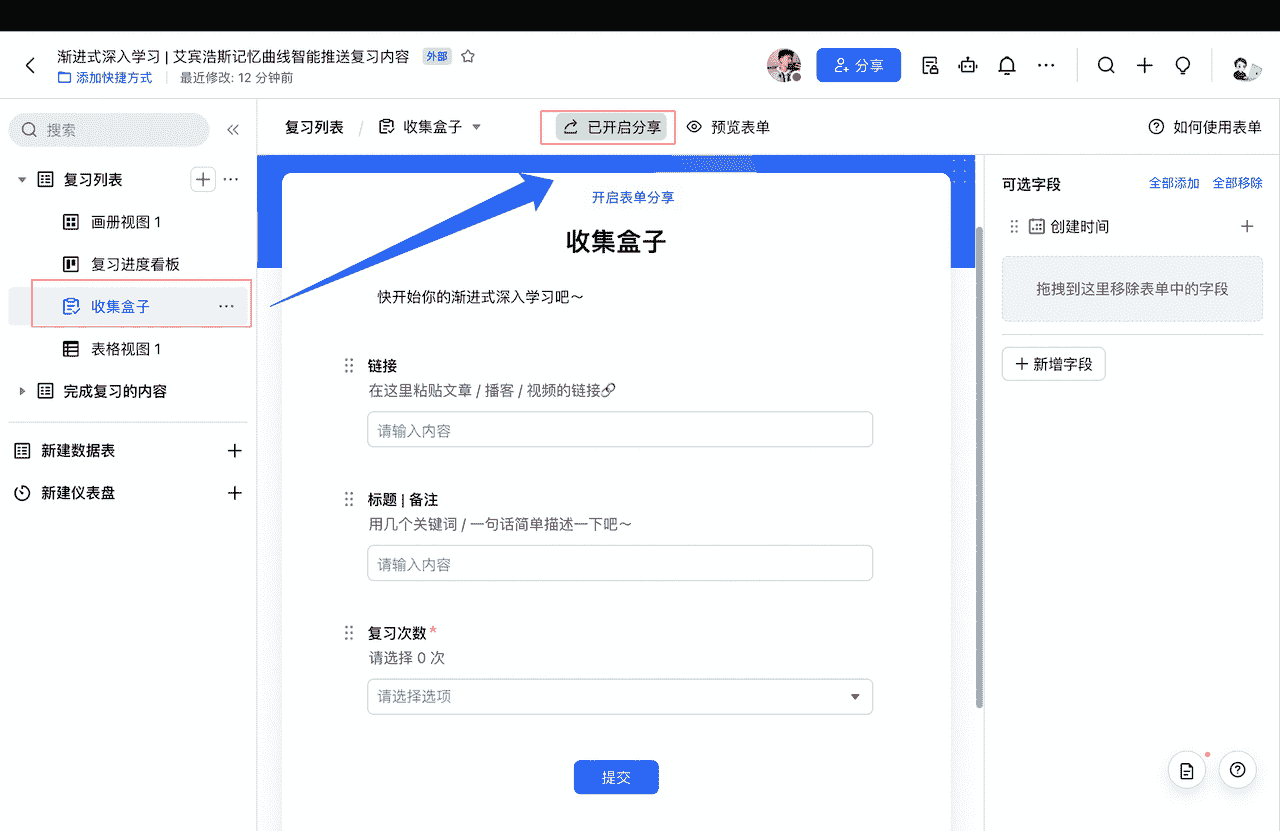 渐进式深入学习 | 艾宾浩斯记忆曲线智能推送复习内容 外部
添加快捷方式 最近修改: 12 分钟前
分享
搜索
复习列表
画册视图 1
复习进度看板
收集盒子
表格视图 1
完成复习的内容
新建数据表
新建仪表盘
复习列表 / 收集盒子
已开启分享
预览表单
如何使用表单
开启表单分享
收集盒子
快开始你的渐进式深入学习吧～
链接
在这里粘贴文章 / 播客 / 视频的链接🔗
请输入内容
标题 | 备注
用几个关键词 / 一句话简单描述一下吧～
请输入内容
复习次数 *
请选择 0 次
请选择选项
提交
可选字段 全部添加 全部移除
创建时间
拖拽到这里移除表单中的字段
新增字段